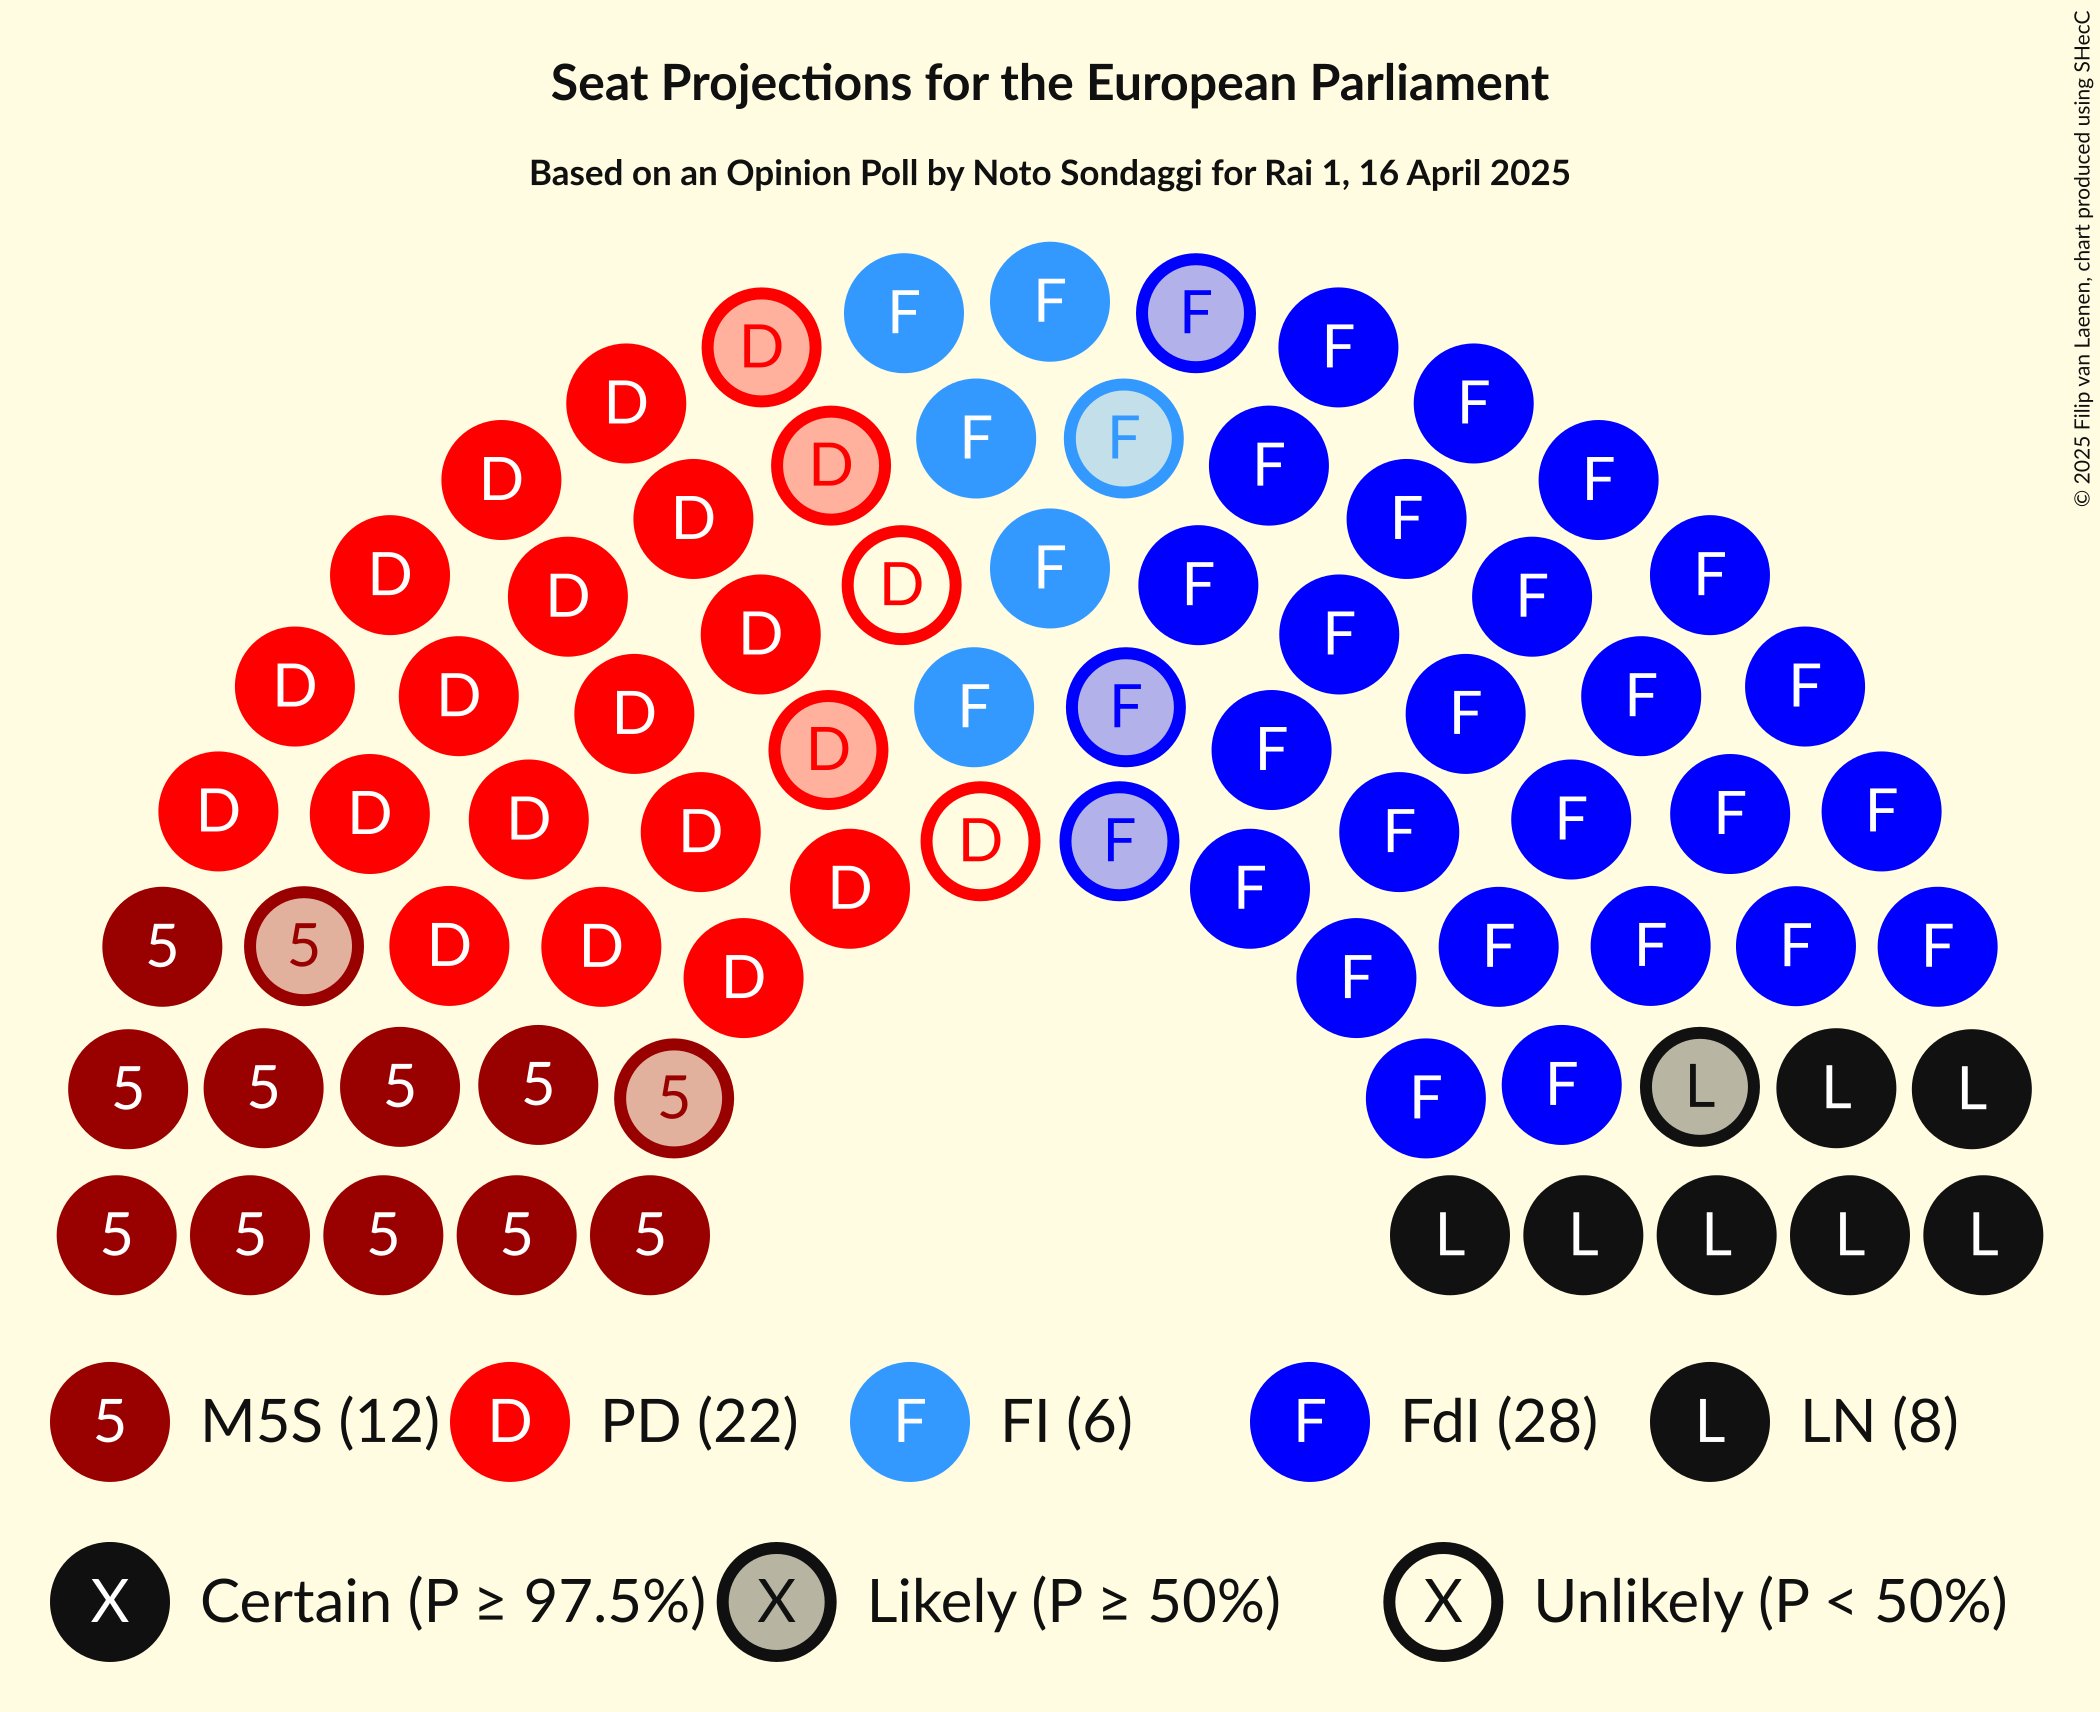 Seat Projections for the European Parliament
Based on an Opinion Poll by Noto Sondaggi for Rai 1, 16 April 2025
© 2025 Filip van Laenen, chart produced using SHecC
F
D F F F
D F F F
D D D F F F
D F F
D D D F F F
D F F
D D D F F F
D F F
D D D D F F F F
D D F F
D F
5 5 D D F F F F
D F
5 5 5 5 5 F F L L L
5 5 5 5 5 L L L L L
5 M5S (12) D PD (22) F FI (6) F FdI (28) L LN (8)
X Certain (P ≥ 97.5%) X Likely (P ≥ 50%) X Unlikely (P < 50%)